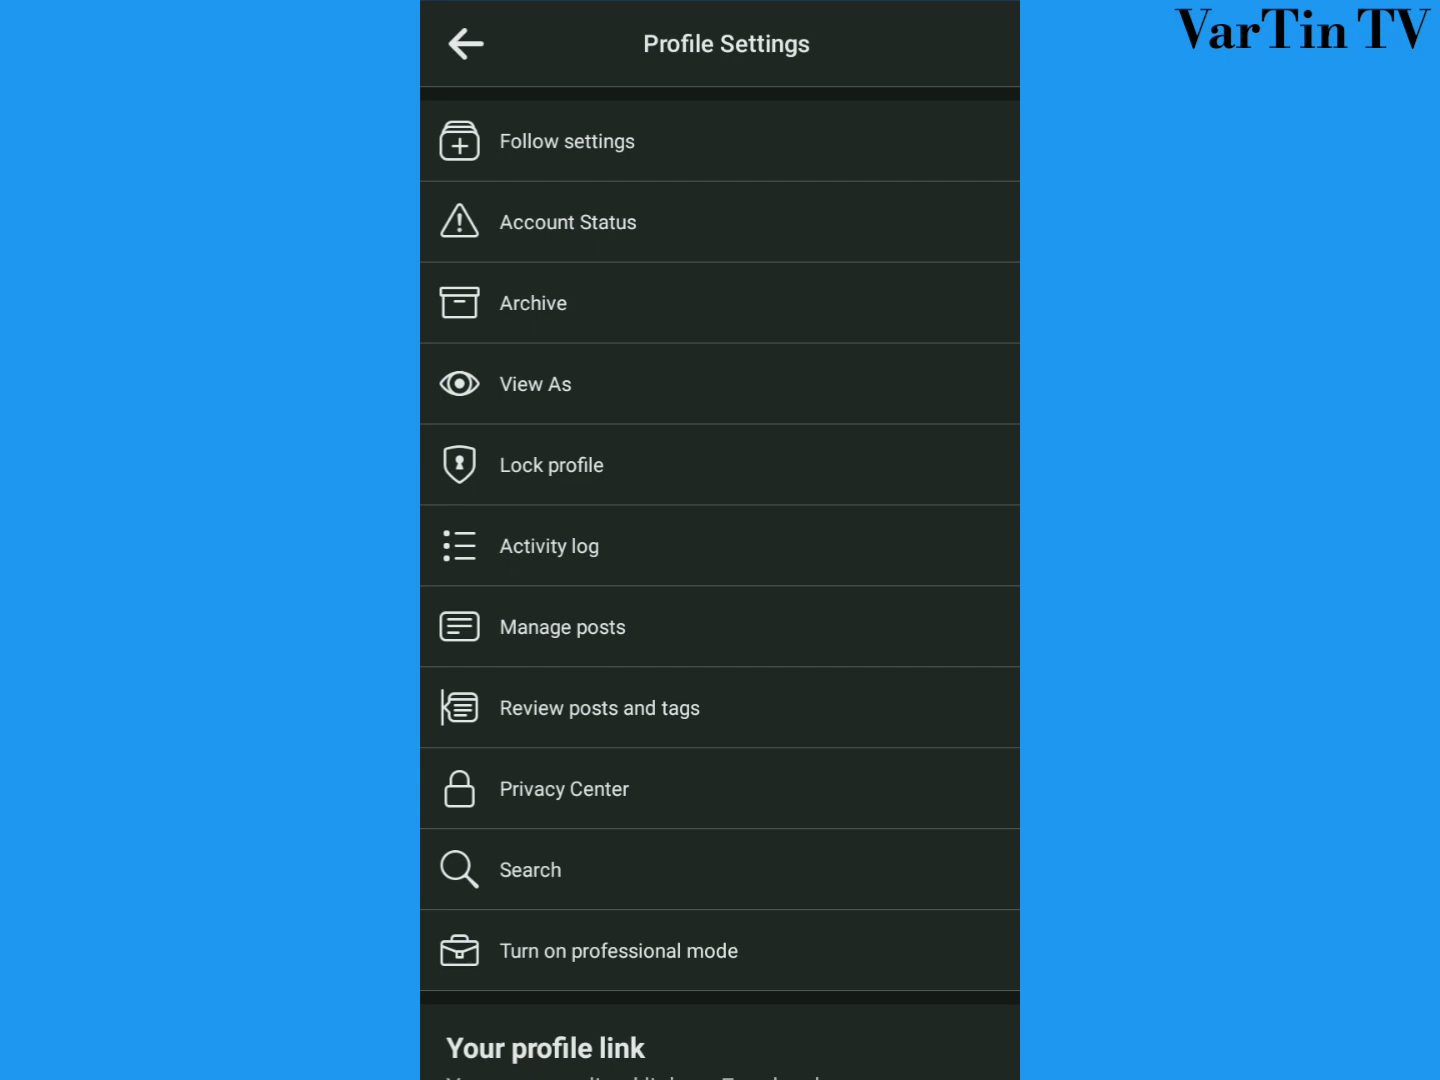 VarTin TV
Profile Settings
Follow settings
Account Status
Archive
View As
Lock profile
Activity log
Manage posts
Review posts and tags
Privacy Center
Search
Turn on professional mode
Your profile link